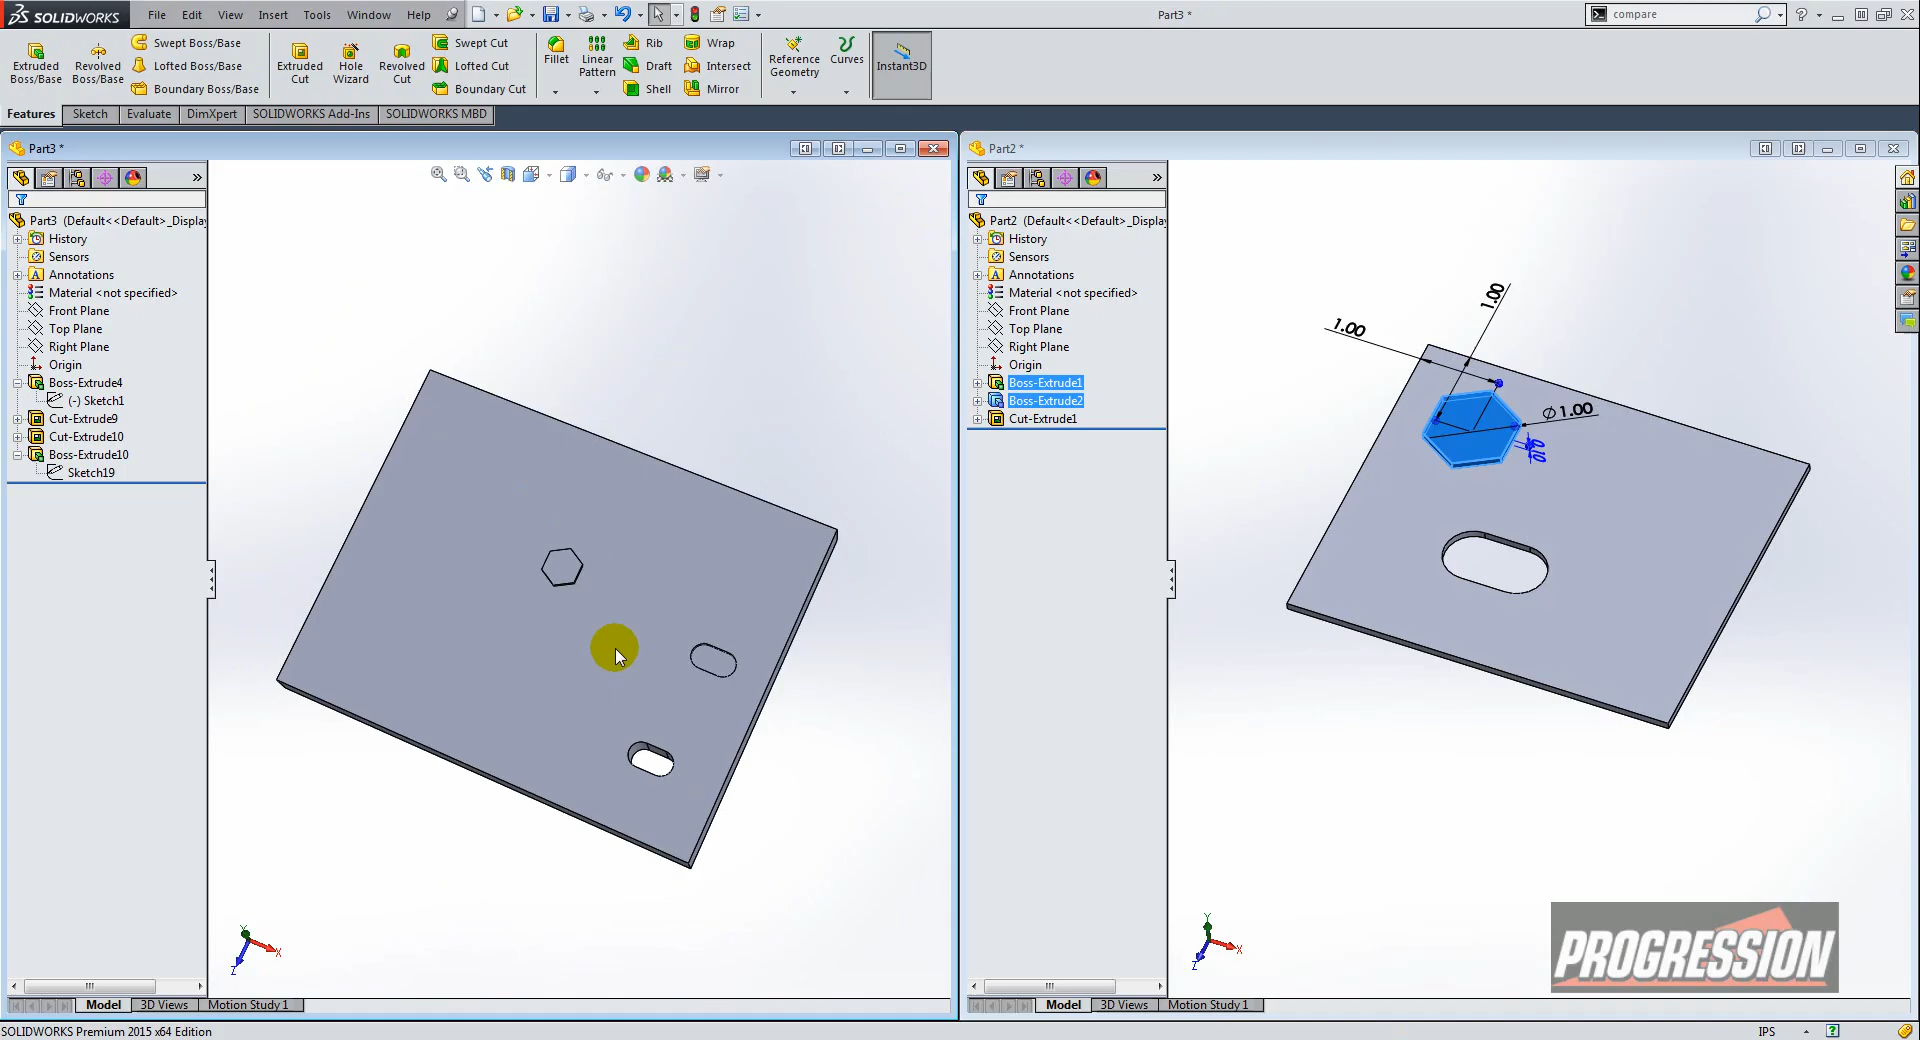 SOLIDWORKS File Edit View Insert Tools Window Help Part3 * compare
Extruded Boss/Base
Revolved Boss/Base
Swept Boss/Base
Lofted Boss/Base
Boundary Boss/Base
Extruded Cut
Hole Wizard
Revolved Cut
Swept Cut
Lofted Cut
Boundary Cut
Fillet
Linear Pattern
Rib
Draft
Shell
Wrap
Intersect
Mirror
Reference Geometry
Curves
Instant3D
Features Sketch Evaluate DimXpert SOLIDWORKS Add-Ins SOLIDWORKS MBD
Part3 *
Part3 (Default<<Default>_Display
History
Sensors
Annotations
Material <not specified>
Front Plane
Top Plane
Right Plane
Origin
Boss-Extrude4
(-) Sketch1
Cut-Extrude9
Cut-Extrude10
Boss-Extrude10
Sketch19
Y
X
Z
Model 3D Views Motion Study 1
Part2 *
Part2 (Default<<Default>_Display
History
Sensors
Annotations
Material <not specified>
Front Plane
Top Plane
Right Plane
Origin
Boss-Extrude1
Boss-Extrude2
Cut-Extrude1
1.00
1.00
Ø 1.00
.010
Y
X
Z
PROGRESSION
Model 3D Views Motion Study 1
SOLIDWORKS Premium 2015 x64 Edition IPS